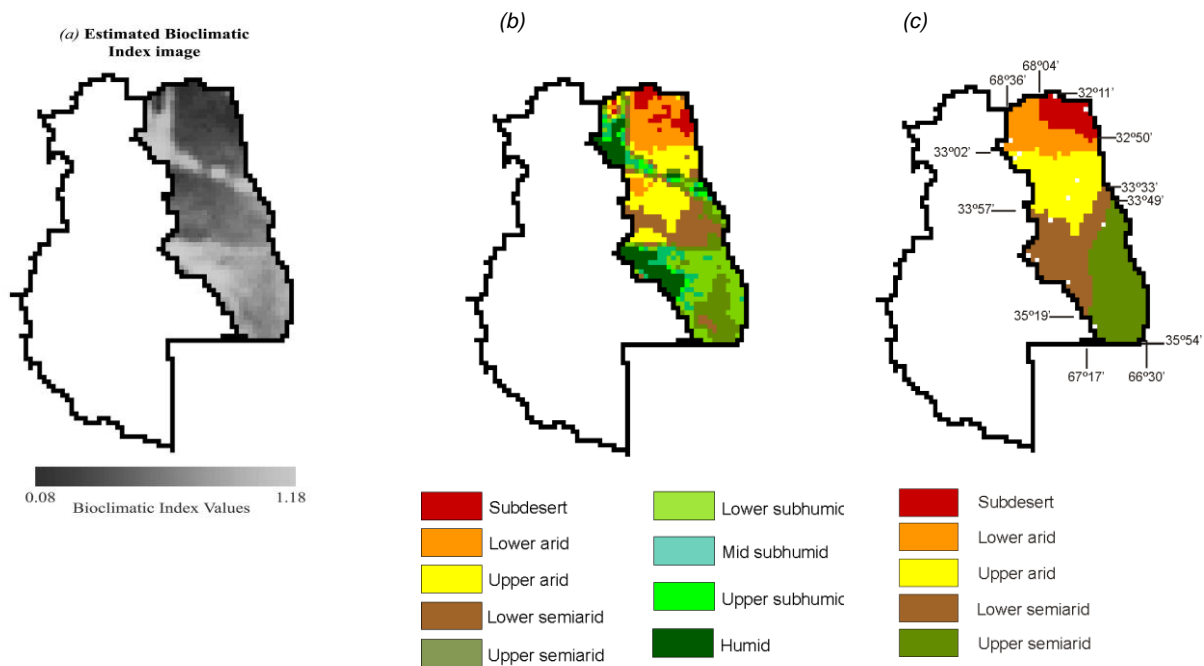 (a) Estimated Bioclimatic
Index image
0.08
1.18
Bioclimatic Index Values
(b)
Subdesert
Lower arid
Upper arid
Lower semiarid
Upper semiarid
Lower subhumic
Mid subhumid
Upper subhumic
Humid
(c)
68º04'
68º36'
32º11'
32º50'
33º02'
33º33'
33º49'
33º57'
35º19'
35º54'
67º17'
66º30'
Subdesert
Lower arid
Upper arid
Lower semiarid
Upper semiarid